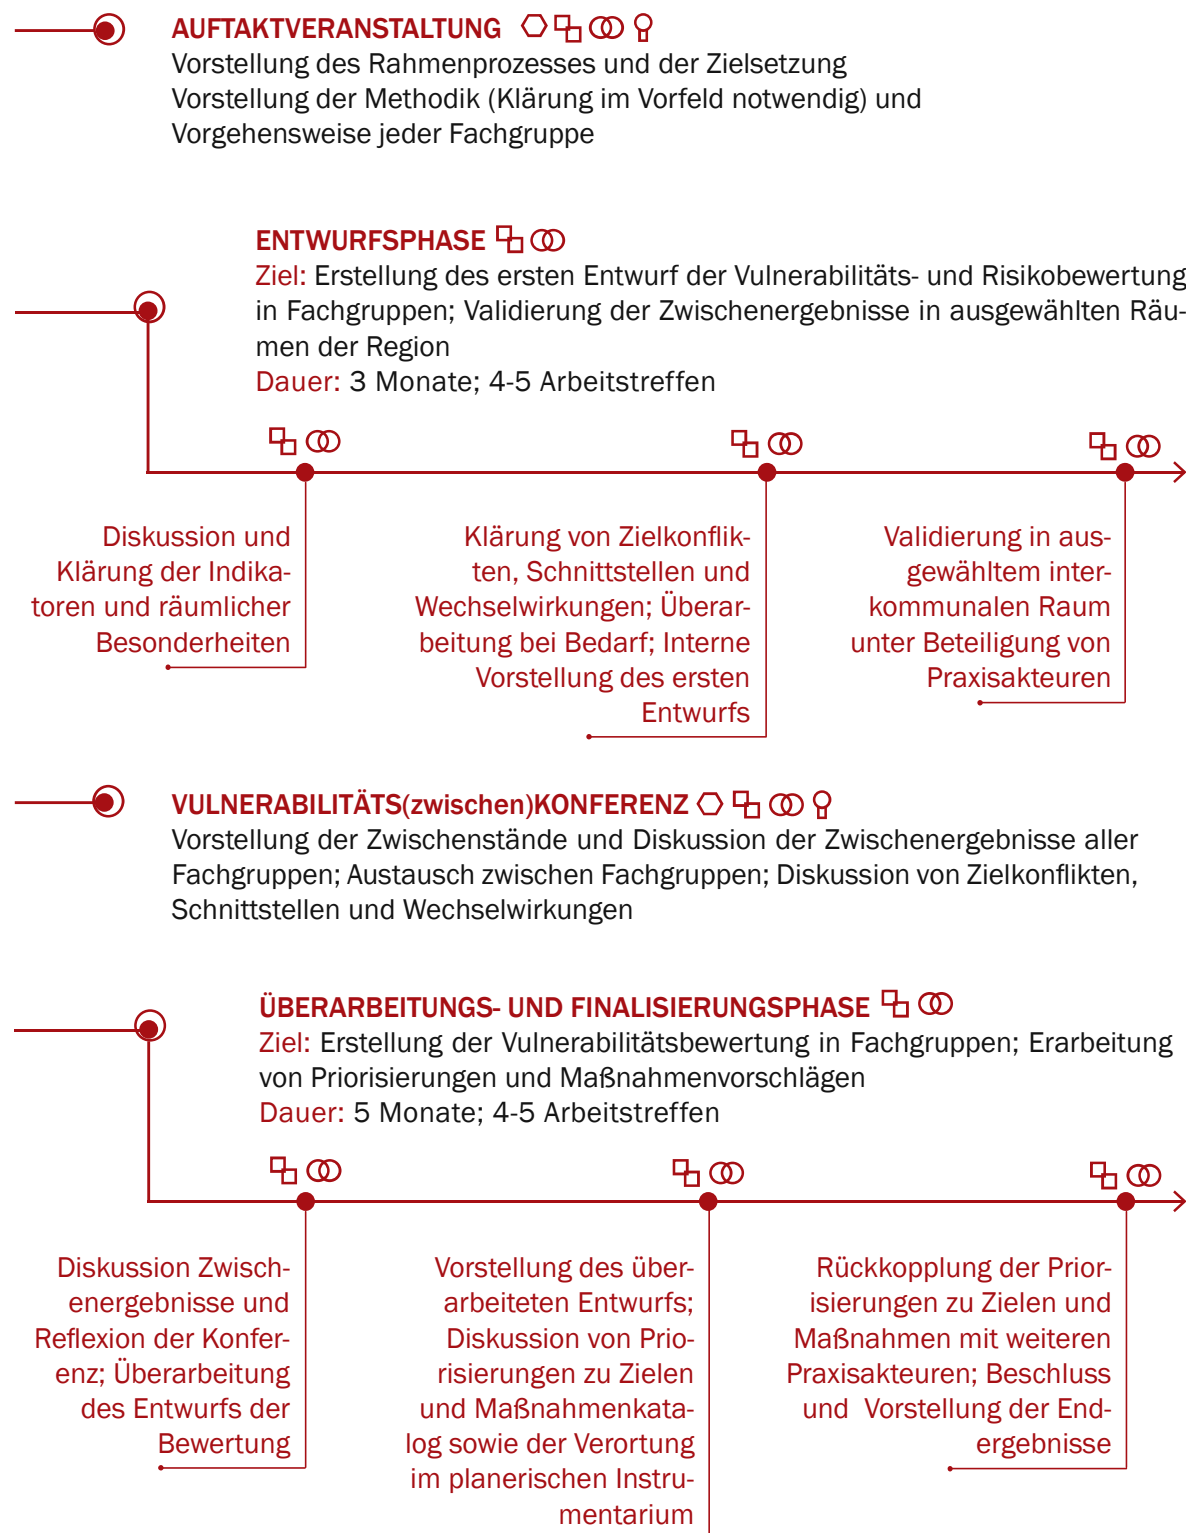 AUFTAKTVERANSTALTUNG
Vorstellung des Rahmenprozesses und der Zielsetzung
Vorstellung der Methodik (Klärung im Vorfeld notwendig) und
Vorgehensweise jeder Fachgruppe
ENTWURFSPHASE
Ziel: Erstellung des ersten Entwurf der Vulnerabilitäts- und Risikobewertung
in Fachgruppen; Validierung der Zwischenergebnisse in ausgewählten Räu-
men der Region
Dauer: 3 Monate; 4-5 Arbeitstreffen
Diskussion und
Klärung der Indika-
toren und räumlicher
Besonderheiten
Klärung von Zielkonflik-
ten, Schnittstellen und
Wechselwirkungen; Überar-
beitung bei Bedarf; Interne
Vorstellung des ersten
Entwurfs
Validierung in aus-
gewähltem inter-
kommunalen Raum
unter Beteiligung von
Praxisakteuren
VULNERABILITÄTS(zwischen)KONFERENZ
Vorstellung der Zwischenstände und Diskussion der Zwischenergebnisse aller
Fachgruppen; Austausch zwischen Fachgruppen; Diskussion von Zielkonflikten,
Schnittstellen und Wechselwirkungen
ÜBERARBEITUNGS- UND FINALISIERUNGSPHASE
Ziel: Erstellung der Vulnerabilitätsbewertung in Fachgruppen; Erarbeitung
von Priorisierungen und Maßnahmenvorschlägen
Dauer: 5 Monate; 4-5 Arbeitstreffen
Diskussion Zwisch-
energebnisse und
Reflexion der Konfer-
enz; Überarbeitung
des Entwurfs der
Bewertung
Vorstellung des über-
arbeiteten Entwurfs;
Diskussion von Prio-
risierungen zu Zielen
und Maßnahmenkata-
log sowie der Verortung
im planerischen Instru-
mentarium
Rückkopplung der Prior-
isierungen zu Zielen und
Maßnahmen mit weiteren
Praxisakteuren; Beschluss
und  Vorstellung der End-
ergebnisse